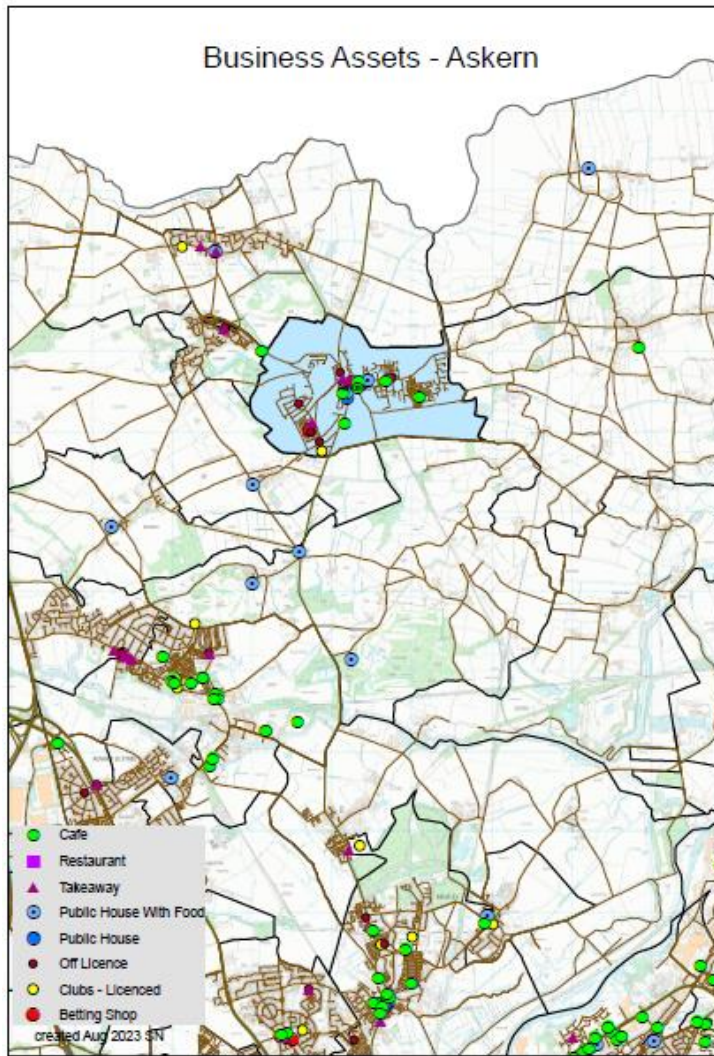 Business Assets - Askern
Cafe
Restaurant
Takeaway
Public House With Food
Public House
Off Licence
Clubs - Licenced
Betting Shop
created Aug 2023 SN